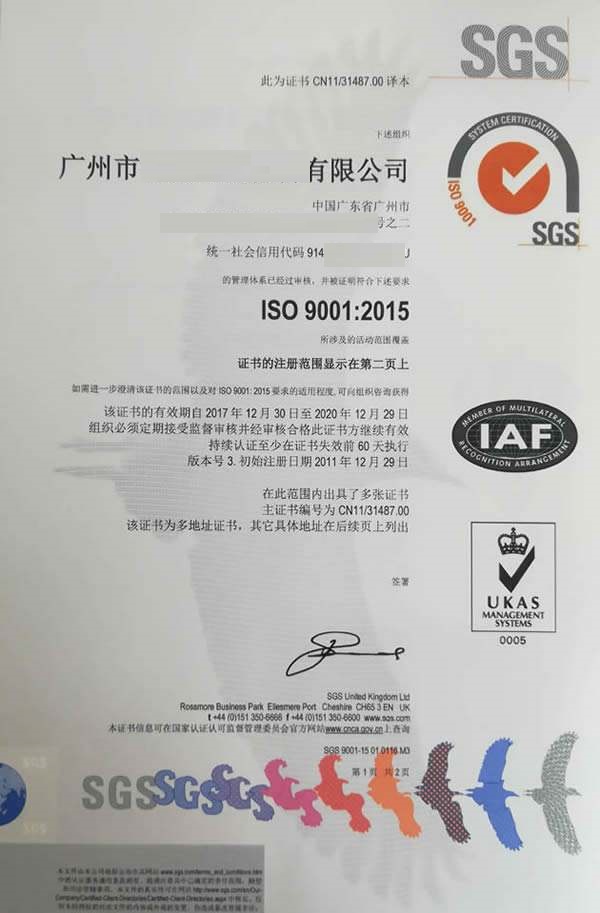 SGS
此为证书 CN11/31487.00 译本
SYSTEM CERTIFICATION
ISO 9001
SGS
下述组织
广州市 有限公司
中国广东省广州市
号之二
统一社会信用代码 914 J
的管理体系已经过审核，并被证明符合下述要求
ISO 9001:2015
所涉及的活动范围覆盖
证书的注册范围显示在第二页上
如需进一步澄清该证书的范围以及对 ISO 9001: 2015 要求的适用程度, 可向组织咨询获得
该证书的有效期自 2017 年 12 月 30 日至 2020 年 12 月 29 日
组织必须定期接受监督审核并经审核合格此证书方继续有效
持续认证至少在证书失效前 60 天执行
版本号 3. 初始注册日期 2011 年 12 月 29 日
MEMBER OF MULTILATERAL
IAF
RECOGNITION ARRANGEMENT
在此范围内出具了多张证书
主证书编号为 CN11/31487.00
该证书为多地址证书，其它具体地址在后续页上列出
签署
UKAS
MANAGEMENT
SYSTEMS
0005
SGS United Kingdom Ltd
Rossmore Business Park Ellesmere Port Cheshire CH65 3 EN UK
t +44 (0)151 350-6666 f +44 (0)151 350-6600 www.sgs.com
本证书信息可在国家认证认可监督管理委员会官方网站www.cnca.gov.cn上查询
SGS 9001-15 01 0116 M3
第 1 页 共 2 页
SGS
SGS SGS SGS
SGS